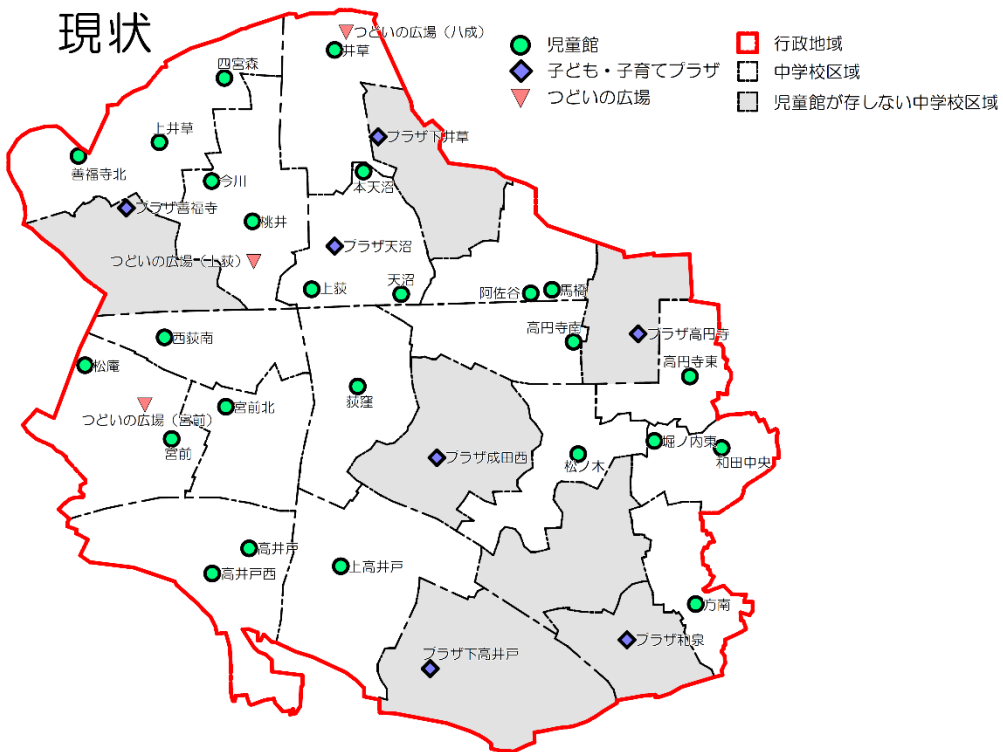 現状
児童館
子ども・子育てプラザ
つどいの広場
行政地域
中学校区域
児童館が存しない中学校区域
つどいの広場（八成）
井草
四宮森
プラザ下井草
上井草
善福寺北
本天沼
今川
プラザ善福寺
桃井
プラザ天沼
つどいの広場（上荻）
上荻
天沼
阿佐谷
馬橋
高円寺南
プラザ高円寺
西荻南
松庵
高円寺東
荻窪
宮前北
つどいの広場（宮前）
宮前
プラザ成田西
松ノ木
堀ノ内東
和田中央
高井戸
高井戸西
上高井戸
方南
プラザ和泉
プラザ下高井戸